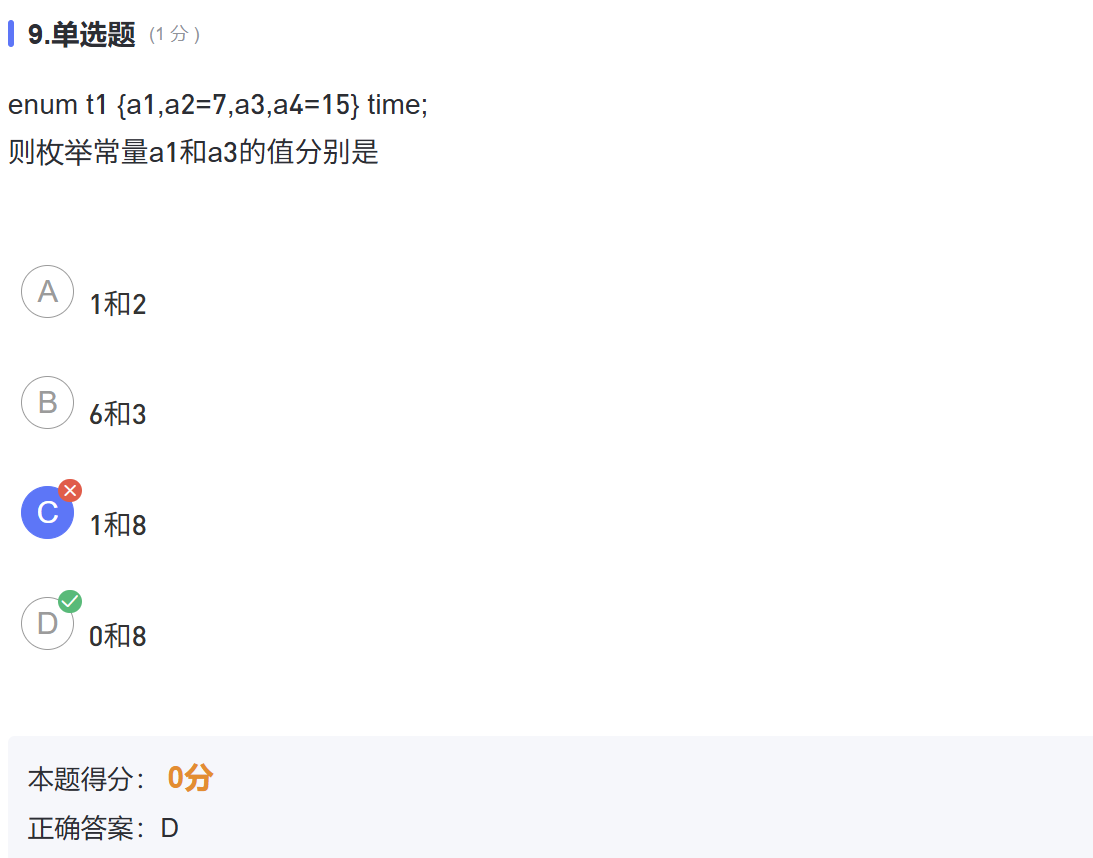 9.单选题 (1 分)
enum t1 {a1,a2=7,a3,a4=15} time;
则枚举常量a1和a3的值分别是
A 1和2
B 6和3
C 1和8
D 0和8
本题得分： 0分
正确答案：D